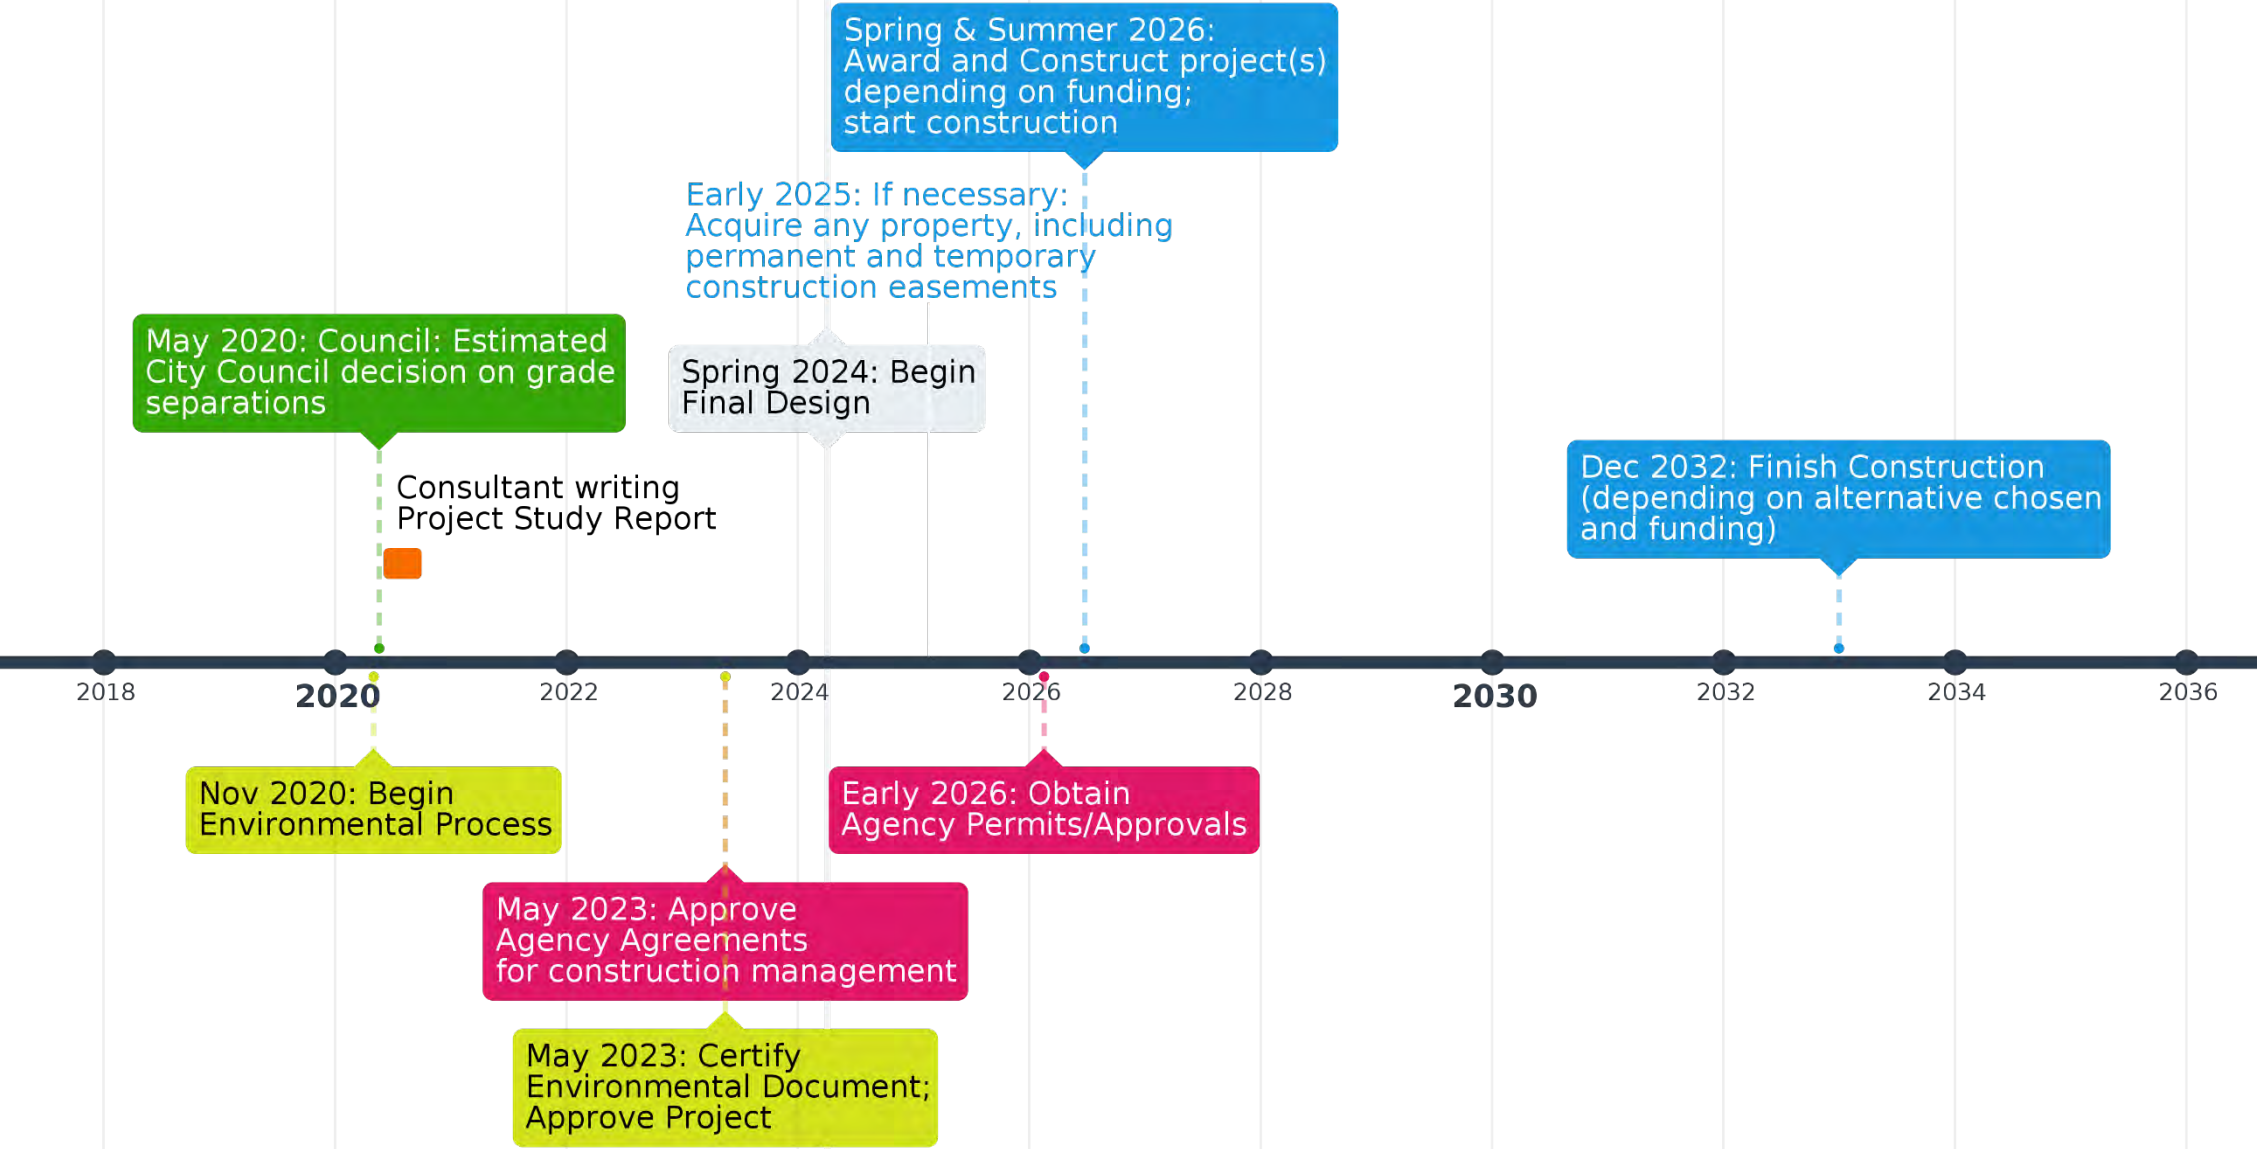 Spring & Summer 2026:
Award and Construct project(s)
depending on funding;
start construction
Early 2025: If necessary:
Acquire any property, including
permanent and temporary
construction easements
May 2020: Council: Estimated
City Council decision on grade
separations
Spring 2024: Begin
Final Design
Consultant writing
Project Study Report
Dec 2032: Finish Construction
(depending on alternative chosen
and funding)
2018
2020
2022
2024
2026
2028
2030
2032
2034
2036
Nov 2020: Begin
Environmental Process
Early 2026: Obtain
Agency Permits/Approvals
May 2023: Approve
Agency Agreements
for construction management
May 2023: Certify
Environmental Document;
Approve Project